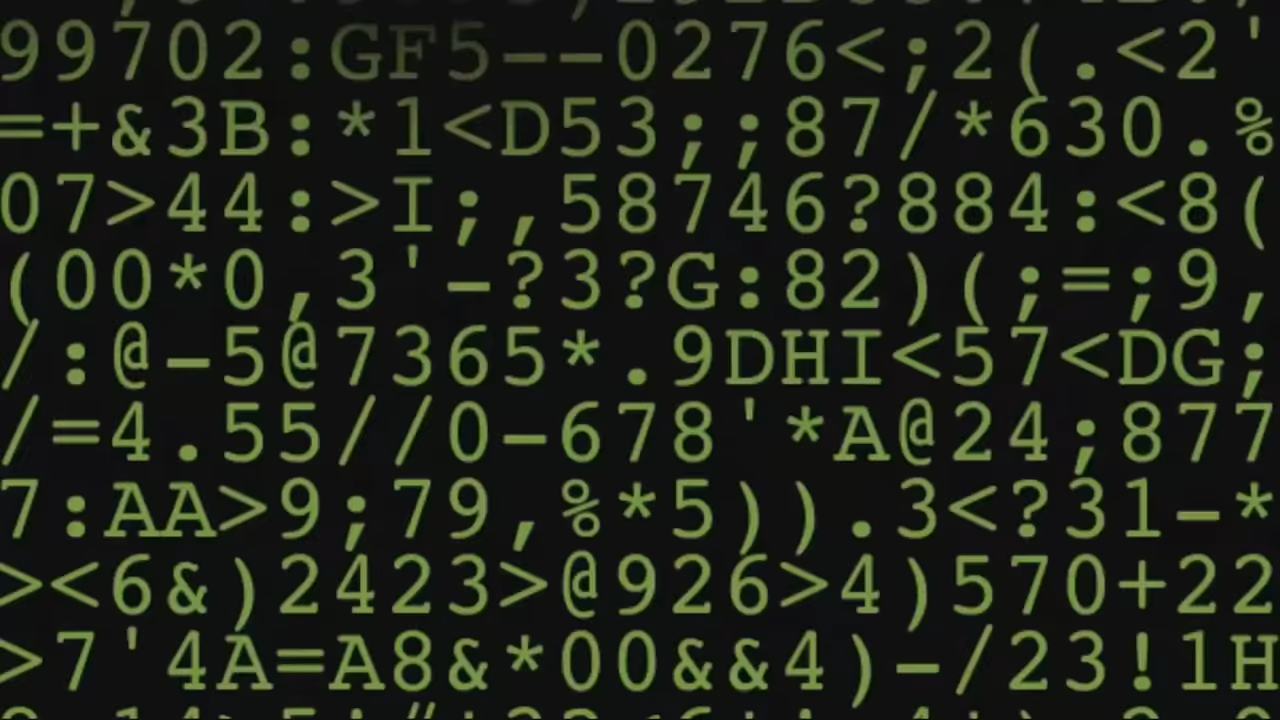 99702:GF5--0276<;2(.<2'
=+&3B:*1<D53;;87/*630.%
07>44:>I;,58746?884:<8(
(00*0,3'-?3?G:82)(;=;9,
/:@-5@7365*.9DHI<57<DG;
/=4.55//0-678'*A@24;877
7:AA>9;79,%*5)).3<?31-*
><6&)2423>@926>4)570+22
>7'4A=A8&*00&&4)-/23!1H